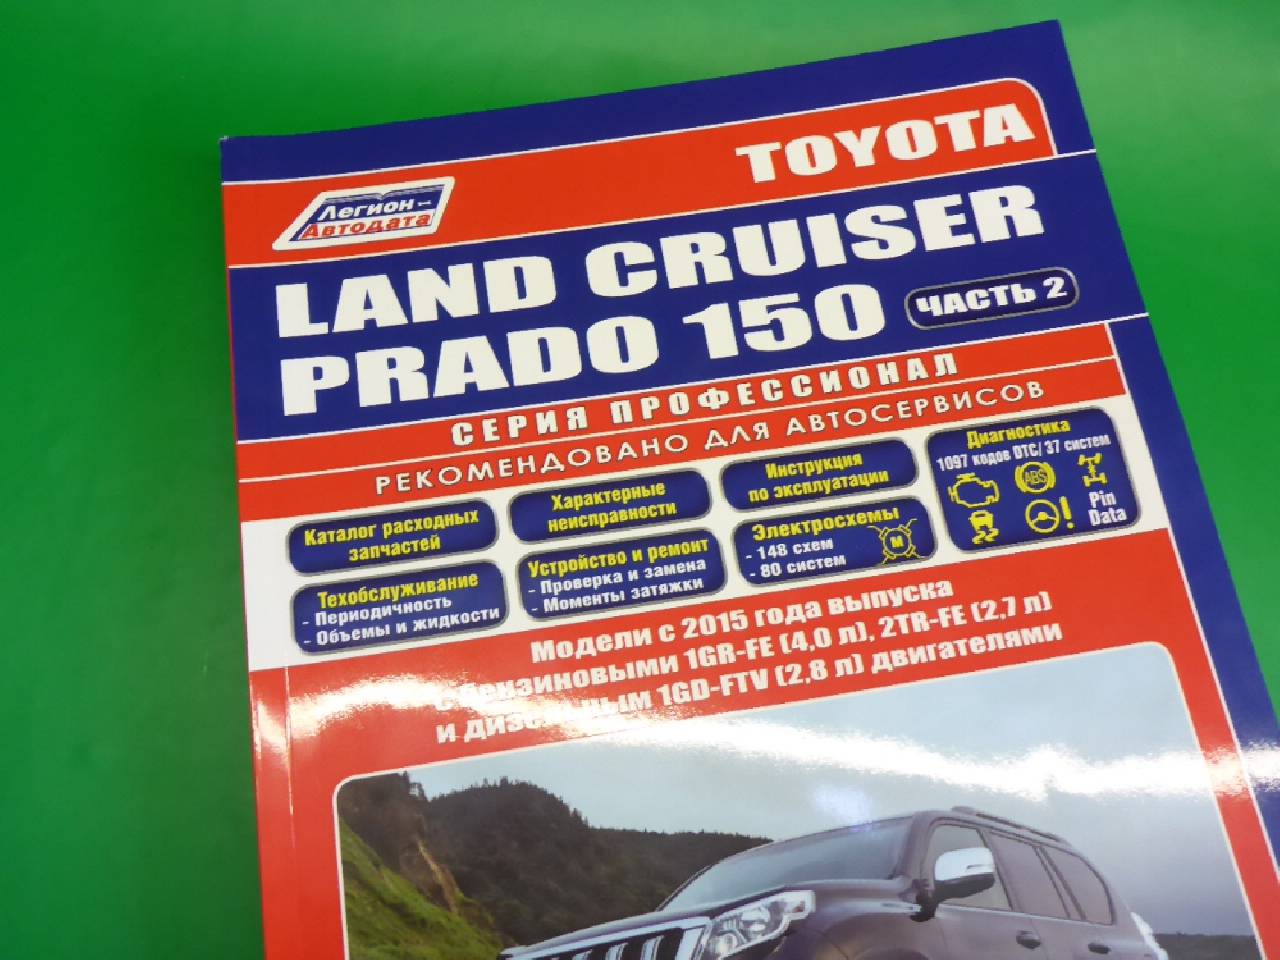 TOYOTA
Легион-
Автодата
LAND CRUISER
PRADO 150
ЧАСТЬ 2
СЕРИЯ ПРОФЕССИОНАЛ
РЕКОМЕНДОВАНО ДЛЯ АВТОСЕРВИСОВ
Каталог расходных
запчастей
Характерные
неисправности
Инструкция
по эксплуатации
Диагностика
1097 кодов DTC/ 37 систем
ABS
Pin
Data
Техобслуживание
- Периодичность
- Объемы и жидкости
Устройство и ремонт
- Проверка и замена
- Моменты затяжки
Электросхемы
- 148 схем
- 80 систем
M
Модели с 2015 года выпуска
с бензиновыми 1GR-FE (4,0 л), 2TR-FE (2,7 л)
и дизельным 1GD-FTV (2,8 л) двигателями